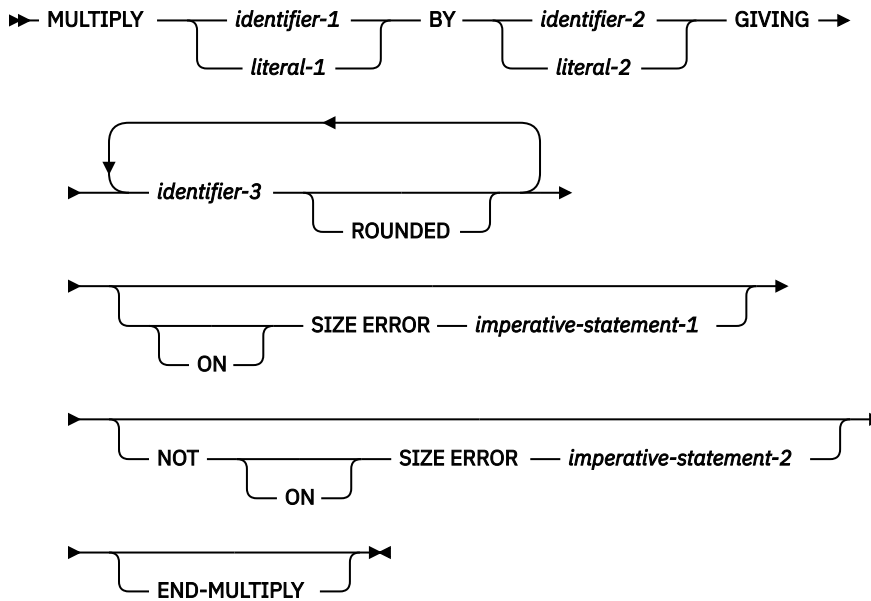 MULTIPLY identifier-1 BY identifier-2 GIVING
literal-1 literal-2
identifier-3
ROUNDED
SIZE ERROR imperative-statement-1
ON
NOT SIZE ERROR imperative-statement-2
ON
END-MULTIPLY